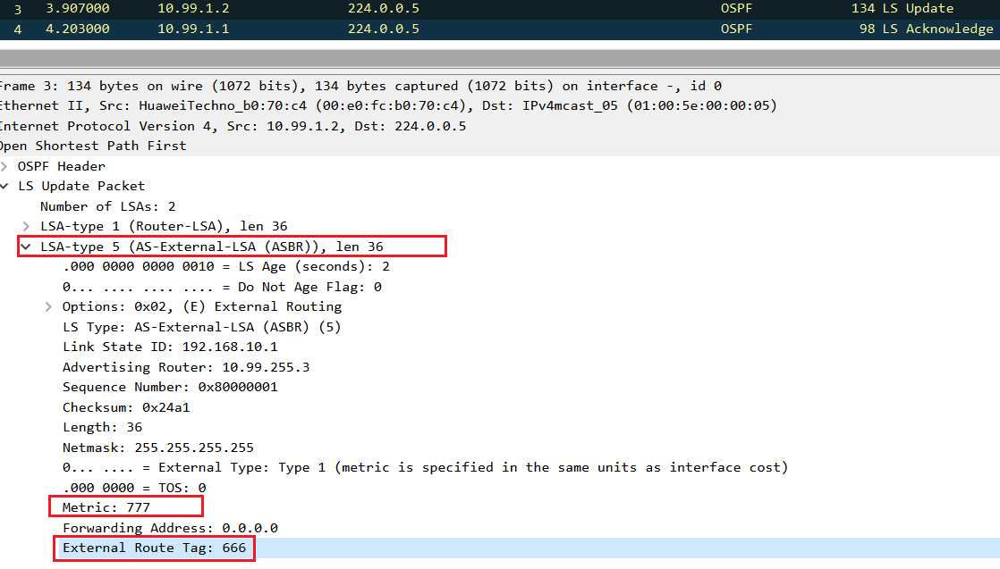 3 3.907000 10.99.1.2 224.0.0.5 OSPF 134 LS Update
4 4.203000 10.99.1.1 224.0.0.5 OSPF 98 LS Acknowledge
Frame 3: 134 bytes on wire (1072 bits), 134 bytes captured (1072 bits) on interface -, id 0
Ethernet II, Src: HuaweiTechno_b0:70:c4 (00:e0:fc:b0:70:c4), Dst: IPv4mcast_05 (01:00:5e:00:00:05)
Internet Protocol Version 4, Src: 10.99.1.2, Dst: 224.0.0.5
Open Shortest Path First
OSPF Header
LS Update Packet
Number of LSAs: 2
LSA-type 1 (Router-LSA), len 36
LSA-type 5 (AS-External-LSA (ASBR)), len 36
.000 0000 0000 0010 = LS Age (seconds): 2
0... .... .... .... = Do Not Age Flag: 0
Options: 0x02, (E) External Routing
LS Type: AS-External-LSA (ASBR) (5)
Link State ID: 192.168.10.1
Advertising Router: 10.99.255.3
Sequence Number: 0x80000001
Checksum: 0x24a1
Length: 36
Netmask: 255.255.255.255
0... .... = External Type: Type 1 (metric is specified in the same units as interface cost)
.000 0000 = TOS: 0
Metric: 777
Forwarding Address: 0.0.0.0
External Route Tag: 666